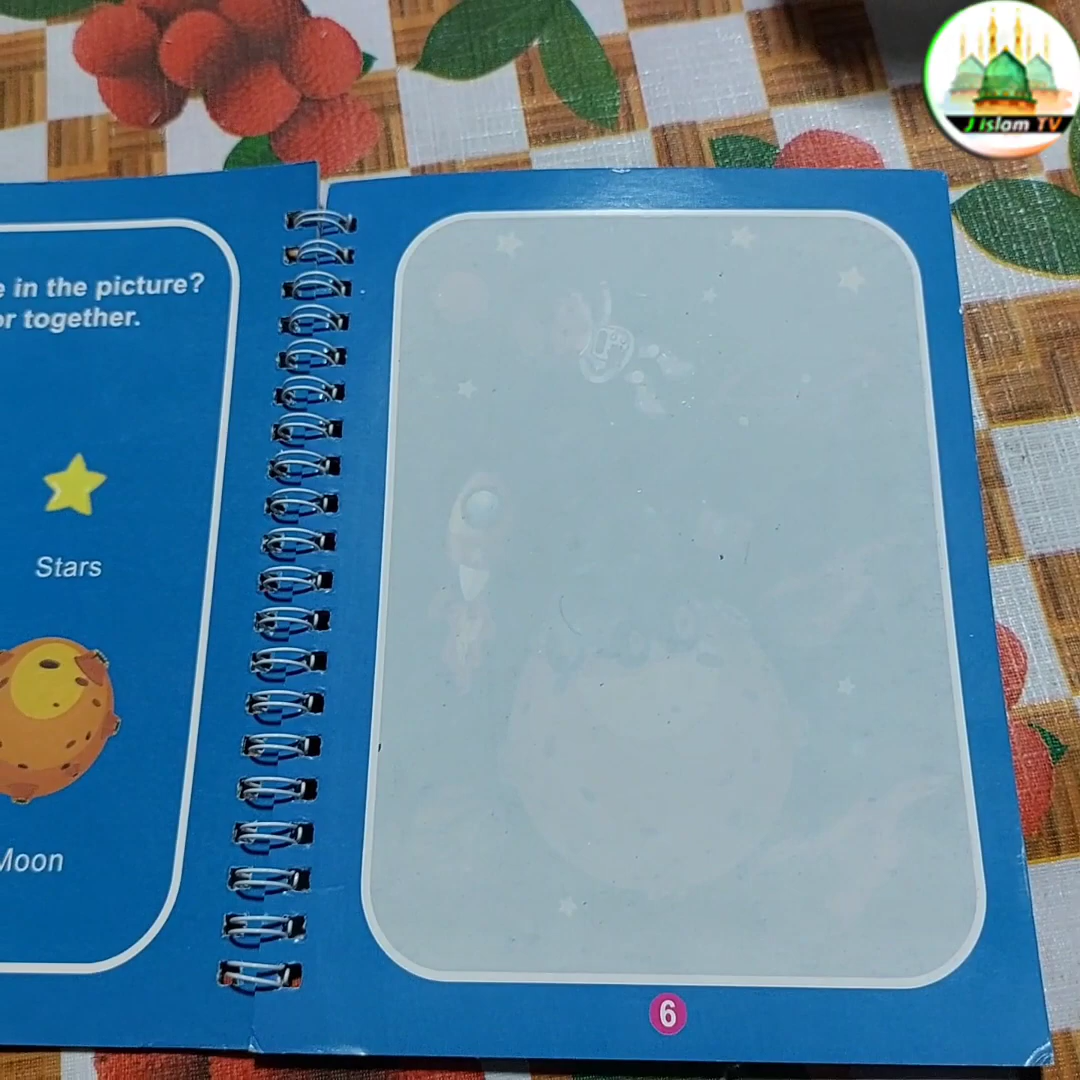 e in the picture?
or together.
Stars
Moon
6
J islam TV